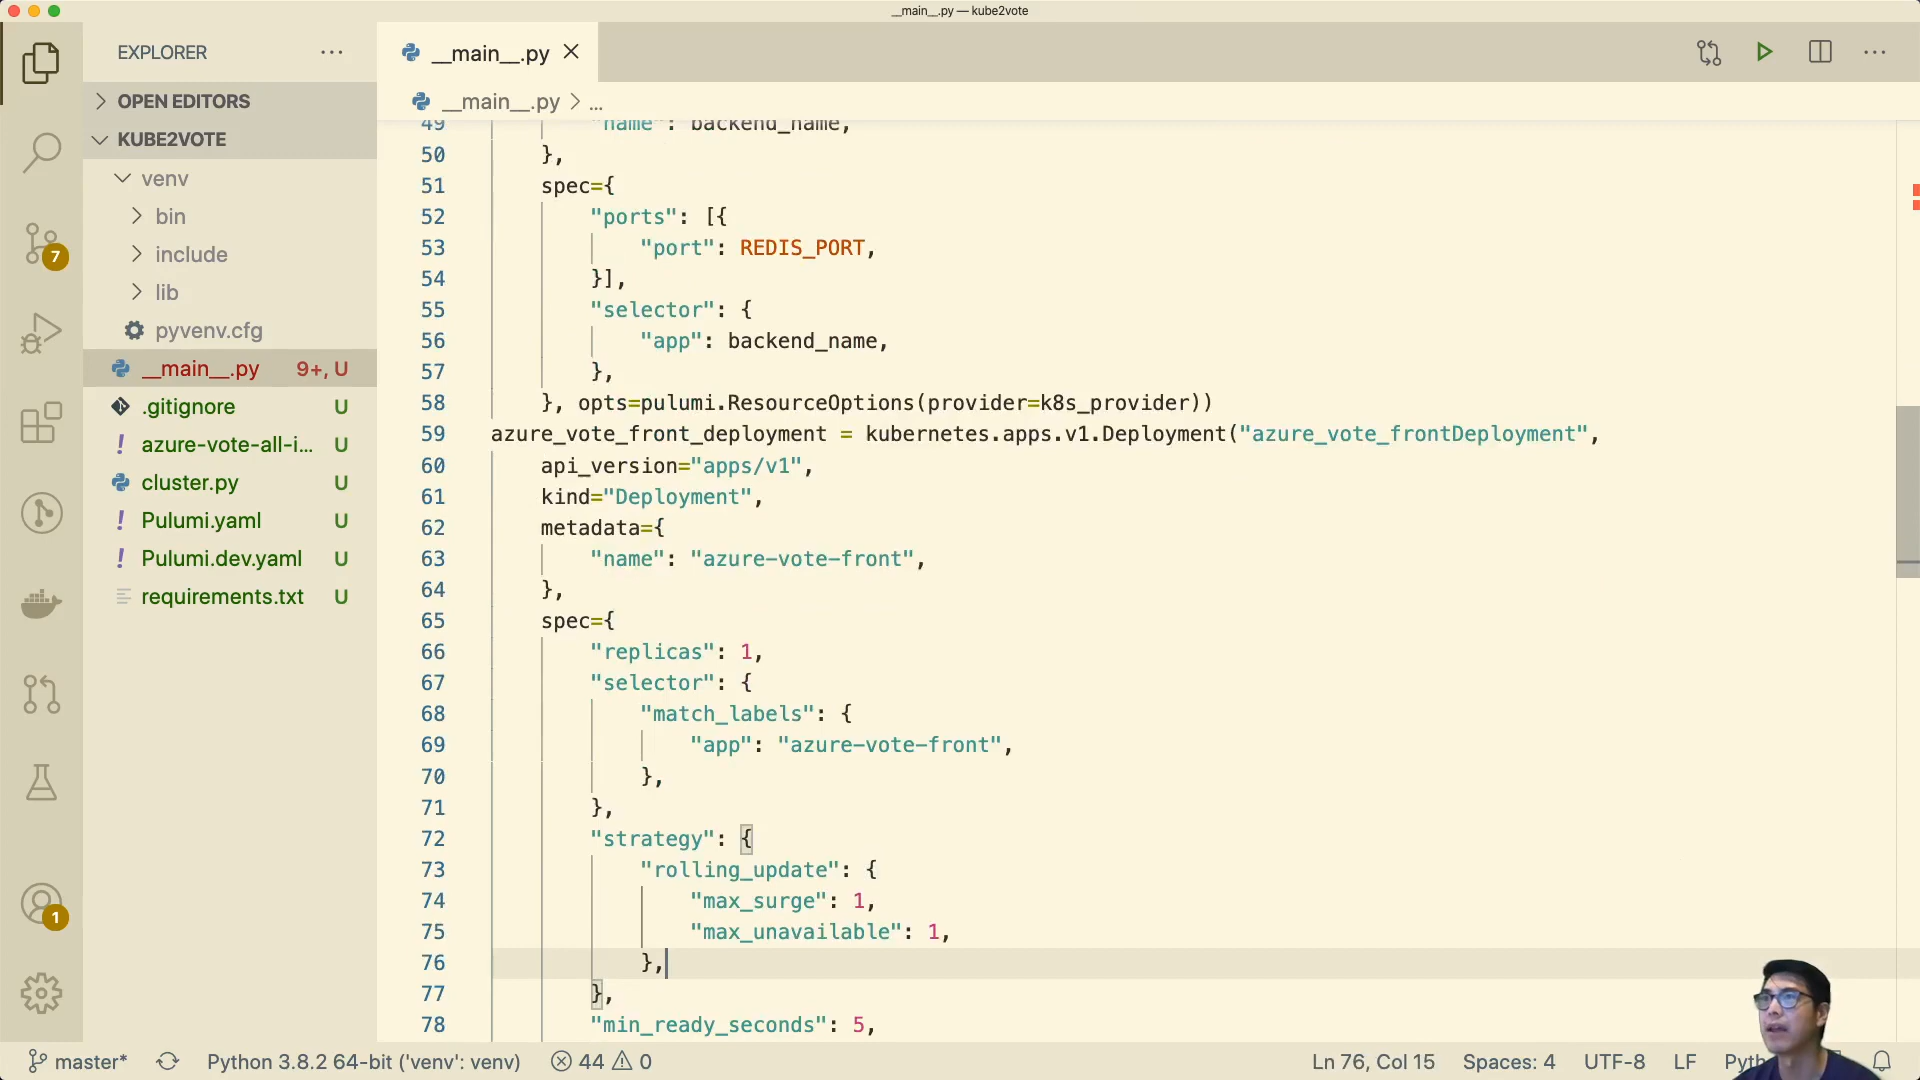 __main__.py — kube2vote
EXPLORER
__main__.py
__main__.py > ...
OPEN EDITORS
KUBE2VOTE
venv
bin
include
lib
pyvenv.cfg
__main__.py 9+, U
.gitignore U
azure-vote-all-i... U
cluster.py U
Pulumi.yaml U
Pulumi.dev.yaml U
requirements.txt U
7
1
49 "name": backend_name,
50 },
51 spec={
52 "ports": [{
53 "port": REDIS_PORT,
54 }],
55 "selector": {
56 "app": backend_name,
57 },
58 }, opts=pulumi.ResourceOptions(provider=k8s_provider))
59 azure_vote_front_deployment = kubernetes.apps.v1.Deployment("azure_vote_frontDeployment",
60 api_version="apps/v1",
61 kind="Deployment",
62 metadata={
63 "name": "azure-vote-front",
64 },
65 spec={
66 "replicas": 1,
67 "selector": {
68 "match_labels": {
69 "app": "azure-vote-front",
70 },
71 },
72 "strategy": {
73 "rolling_update": {
74 "max_surge": 1,
75 "max_unavailable": 1,
76 },
77 },
78 "min_ready_seconds": 5,
master* Python 3.8.2 64-bit ('venv': venv) 44 0 Ln 76, Col 15 Spaces: 4 UTF-8 LF